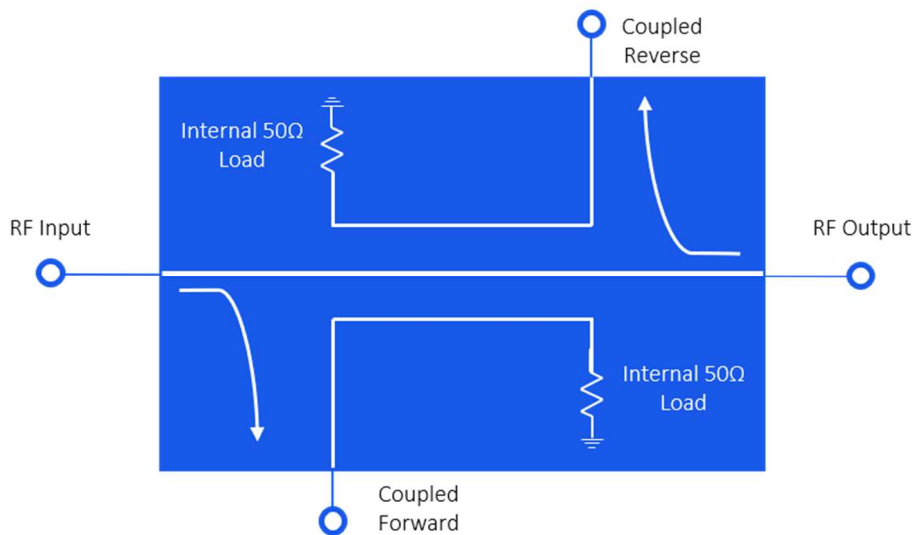 Coupled
Reverse
Internal 50Ω
Load
RF Input
RF Output
Internal 50Ω
Load
Coupled
Forward